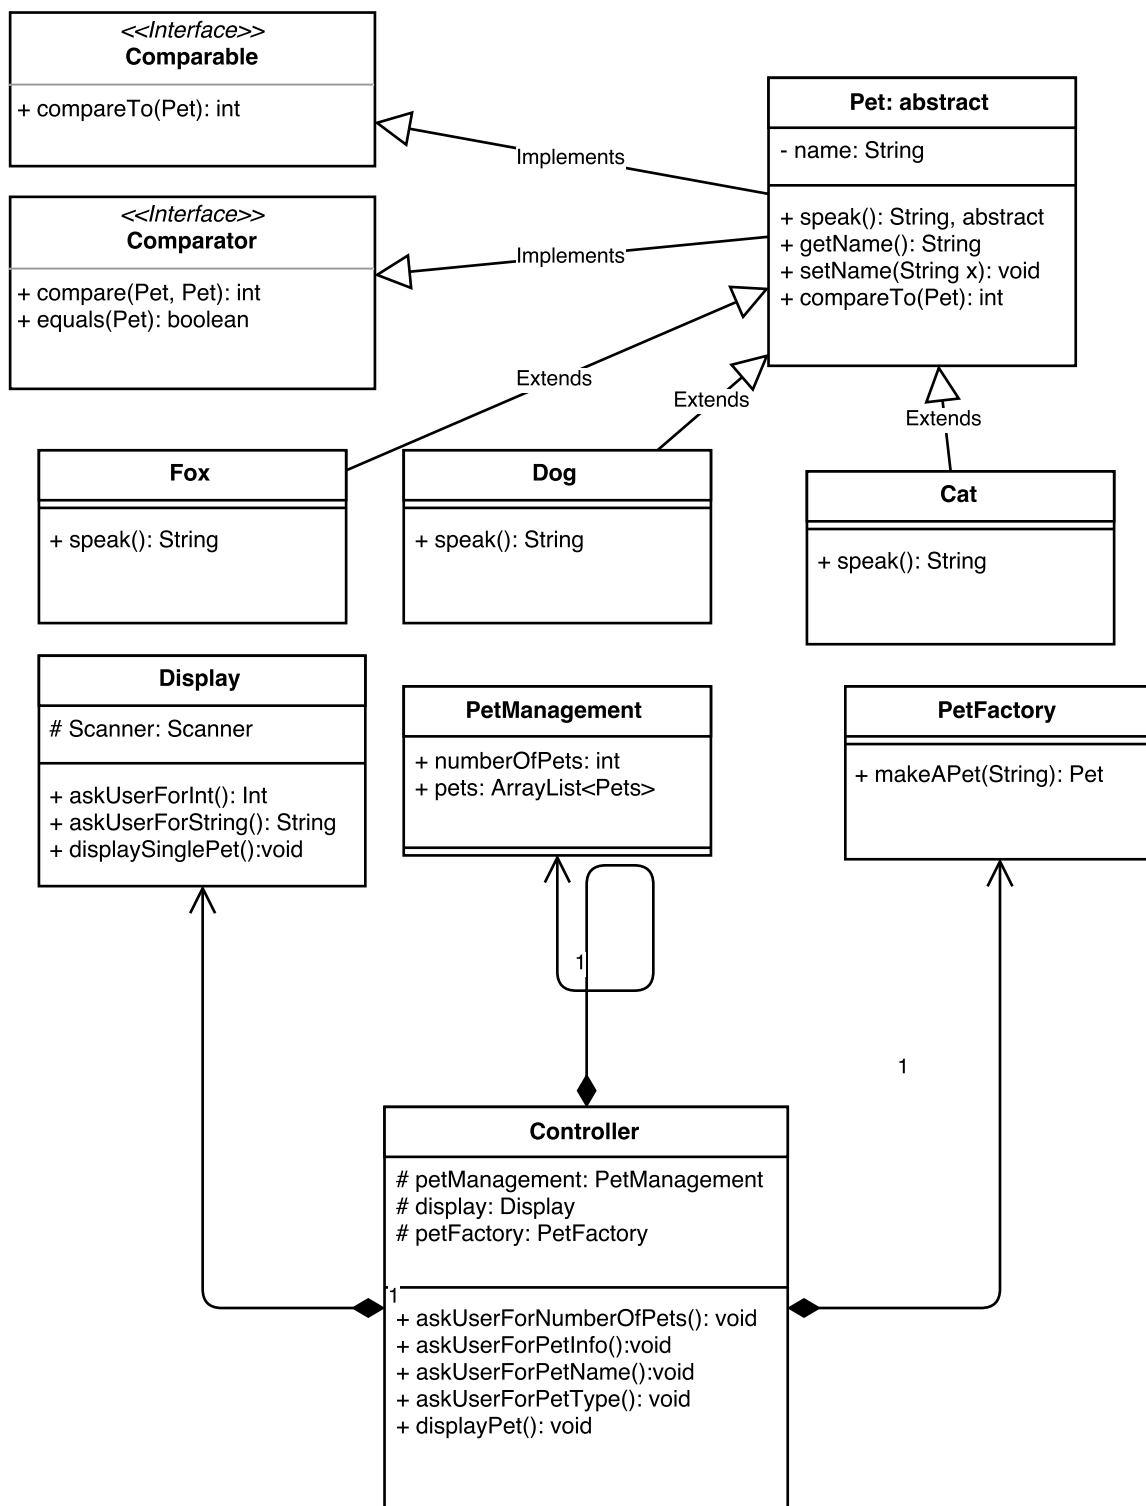 <<Interface>>
Comparable
+ compareTo(Pet): int
<<Interface>>
Comparator
+ compare(Pet, Pet): int
+ equals(Pet): boolean
Implements
Implements
Pet: abstract
- name: String
+ speak(): String, abstract
+ getName(): String
+ setName(String x): void
+ compareTo(Pet): int
Extends
Extends
Extends
Fox
+ speak(): String
Dog
+ speak(): String
Cat
+ speak(): String
Display
# Scanner: Scanner
+ askUserForInt(): Int
+ askUserForString(): String
+ displaySinglePet():void
PetManagement
+ numberOfPets: int
+ pets: ArrayList<Pets>
PetFactory
+ makeAPet(String): Pet
1
1
Controller
# petManagement: PetManagement
# display: Display
# petFactory: PetFactory
1
+ askUserForNumberOfPets(): void
+ askUserForPetInfo():void
+ askUserForPetName():void
+ askUserForPetType(): void
+ displayPet(): void